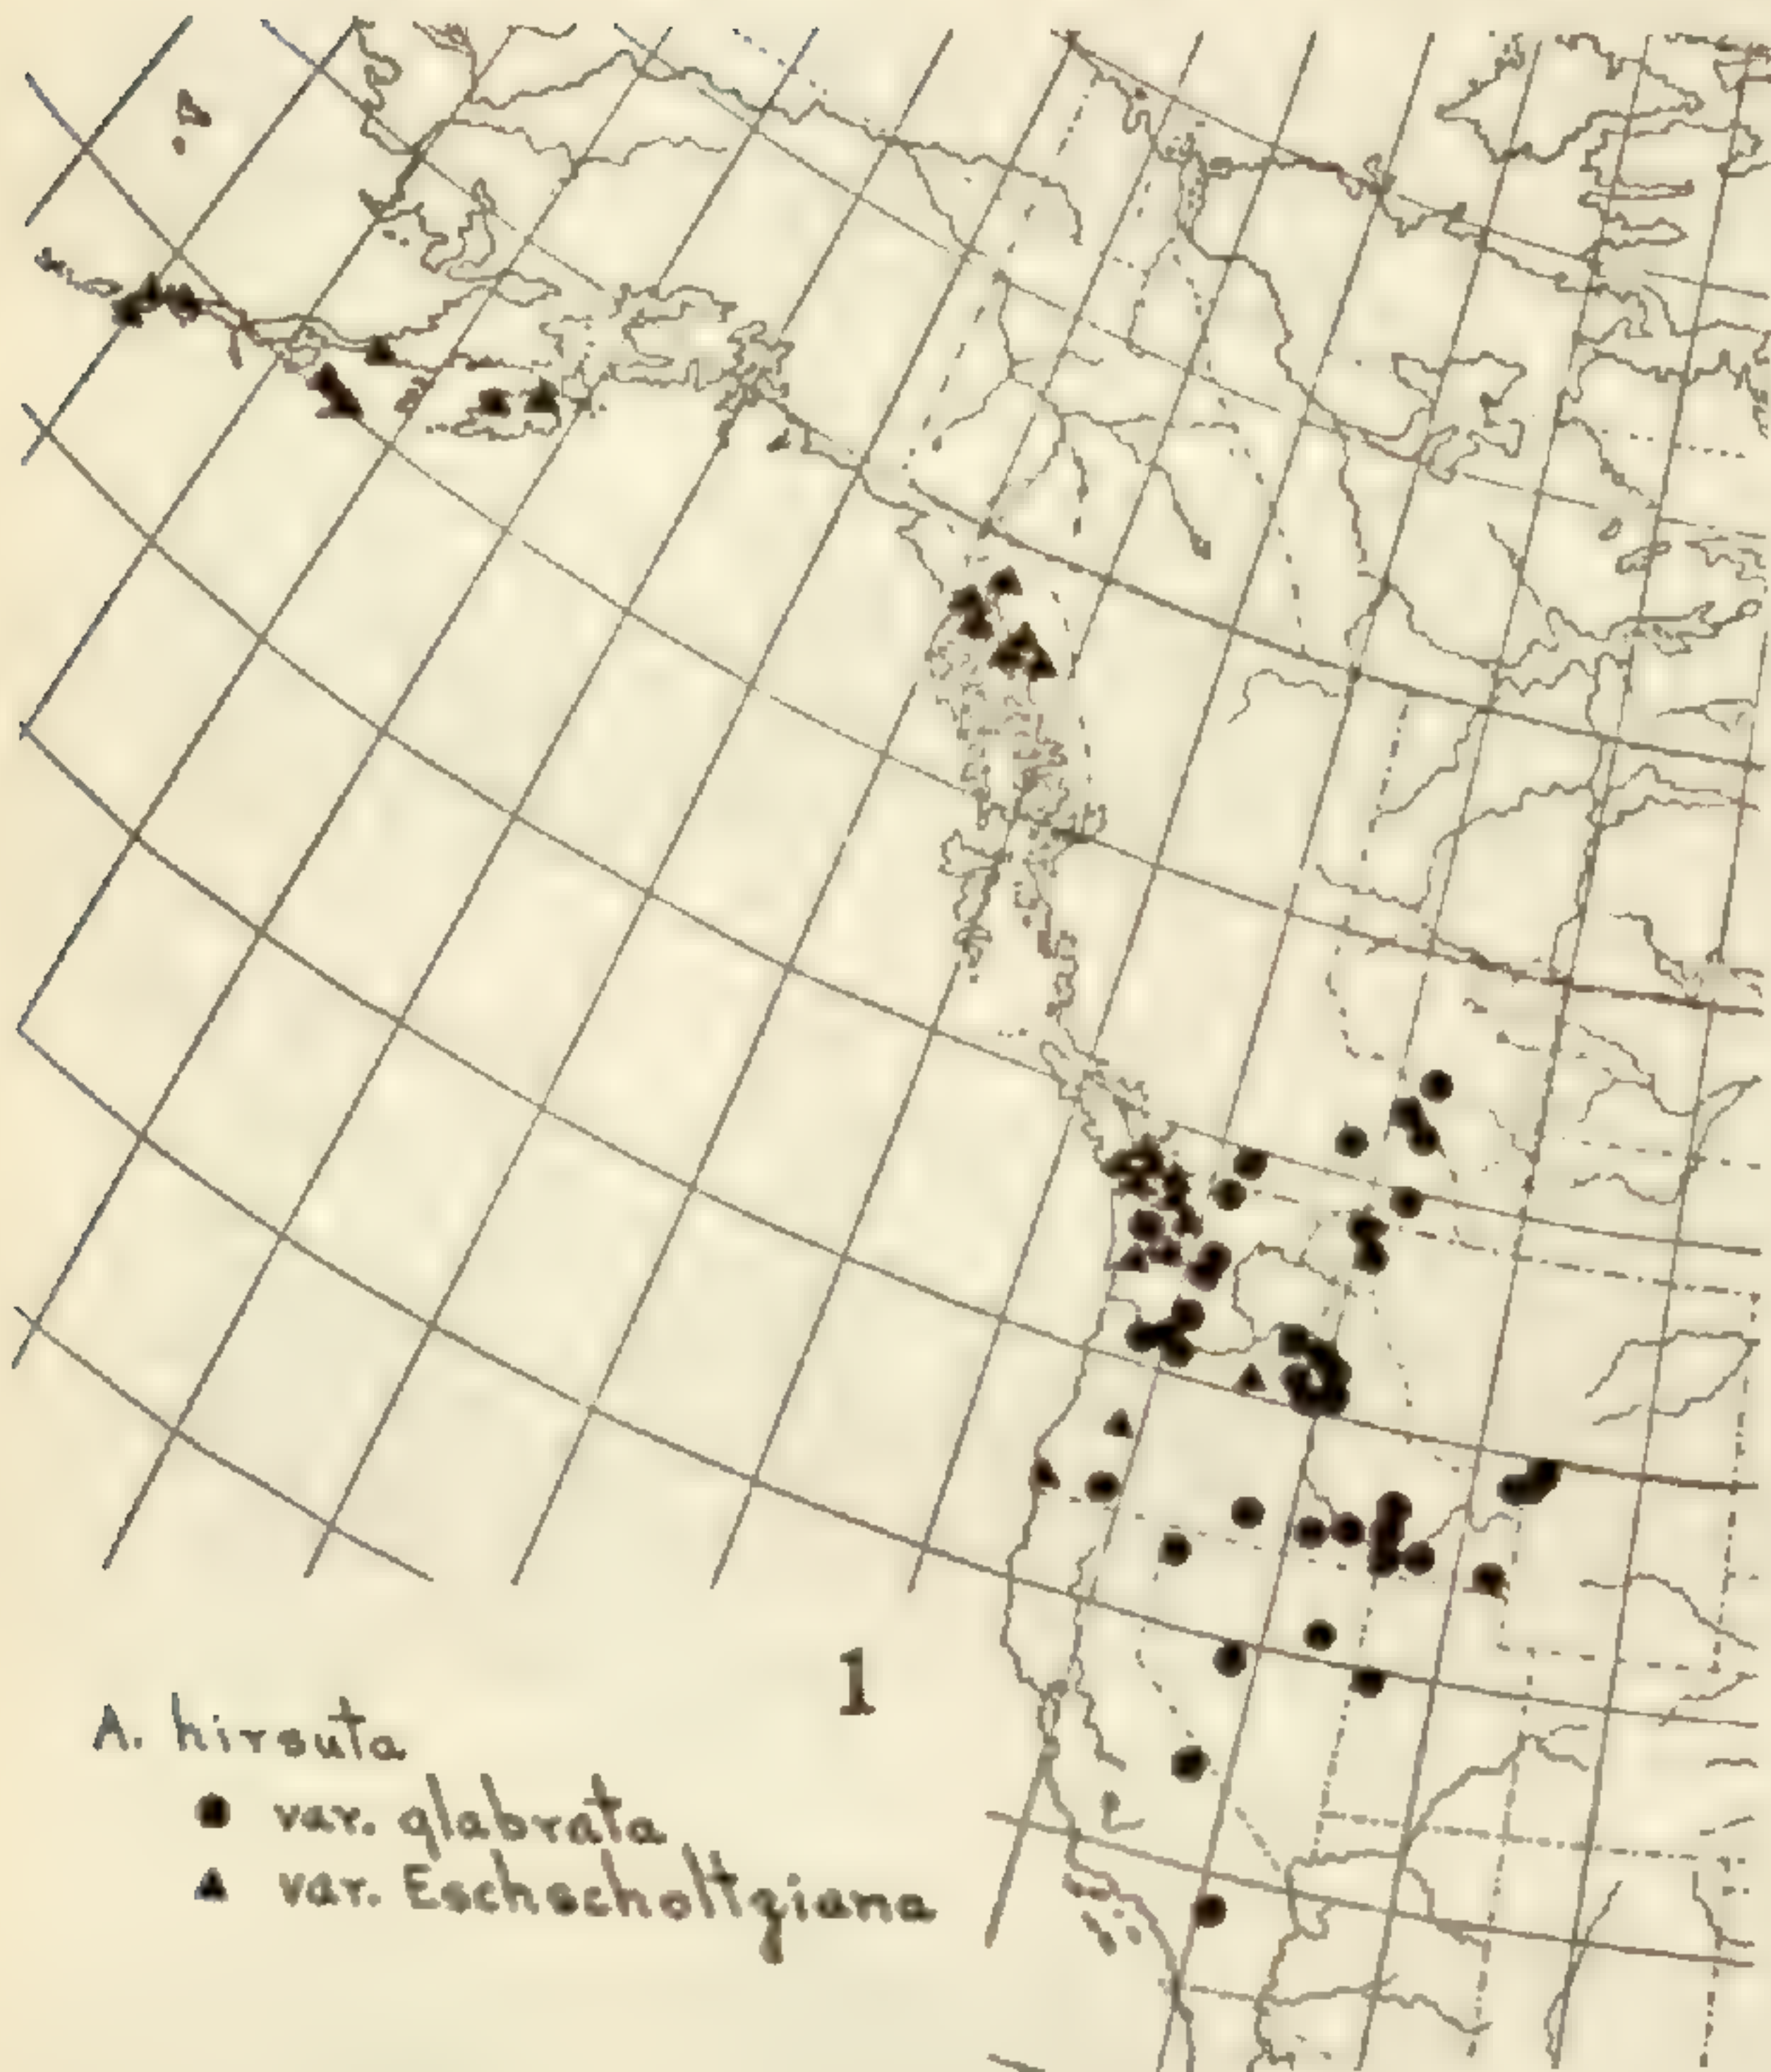 1
A. hirsuta
● var. glabrata
▲ var. Eschscholtziana